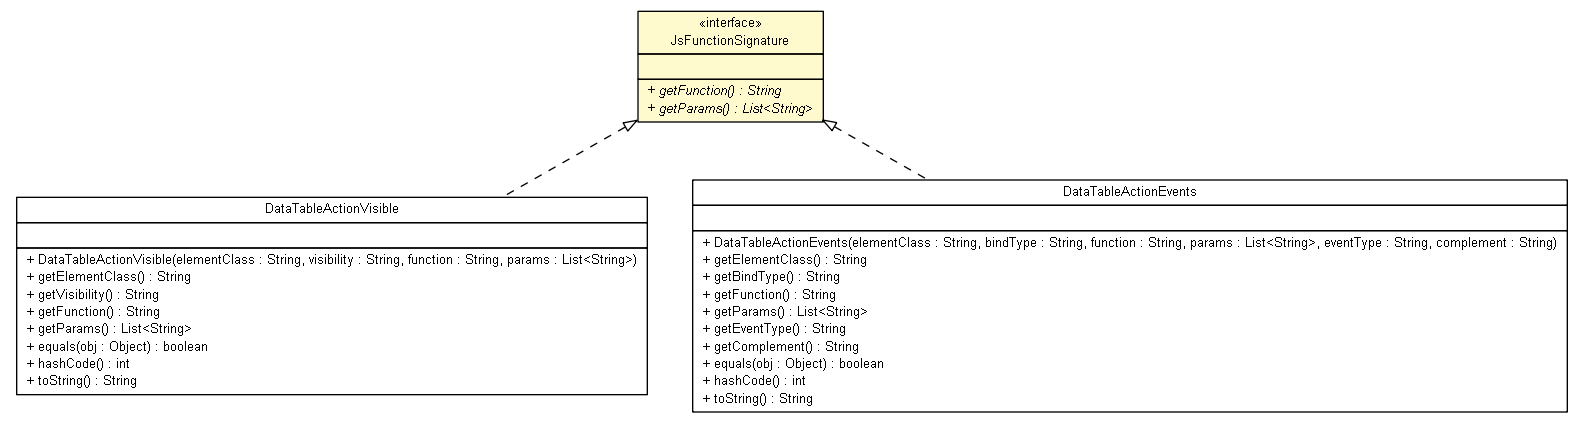 «interface»
JsFunctionSignature
+ getFunction() : String
+ getParams() : List<String>
DataTableActionVisible
+ DataTableActionVisible(elementClass : String, visibility : String, function : String, params : List<String>)
+ getElementClass() : String
+ getVisibility() : String
+ getFunction() : String
+ getParams() : List<String>
+ equals(obj : Object) : boolean
+ hashCode() : int
+ toString() : String
DataTableActionEvents
+ DataTableActionEvents(elementClass : String, bindType : String, function : String, params : List<String>, eventType : String, complement : String)
+ getElementClass() : String
+ getBindType() : String
+ getFunction() : String
+ getParams() : List<String>
+ getEventType() : String
+ getComplement() : String
+ equals(obj : Object) : boolean
+ hashCode() : int
+ toString() : String